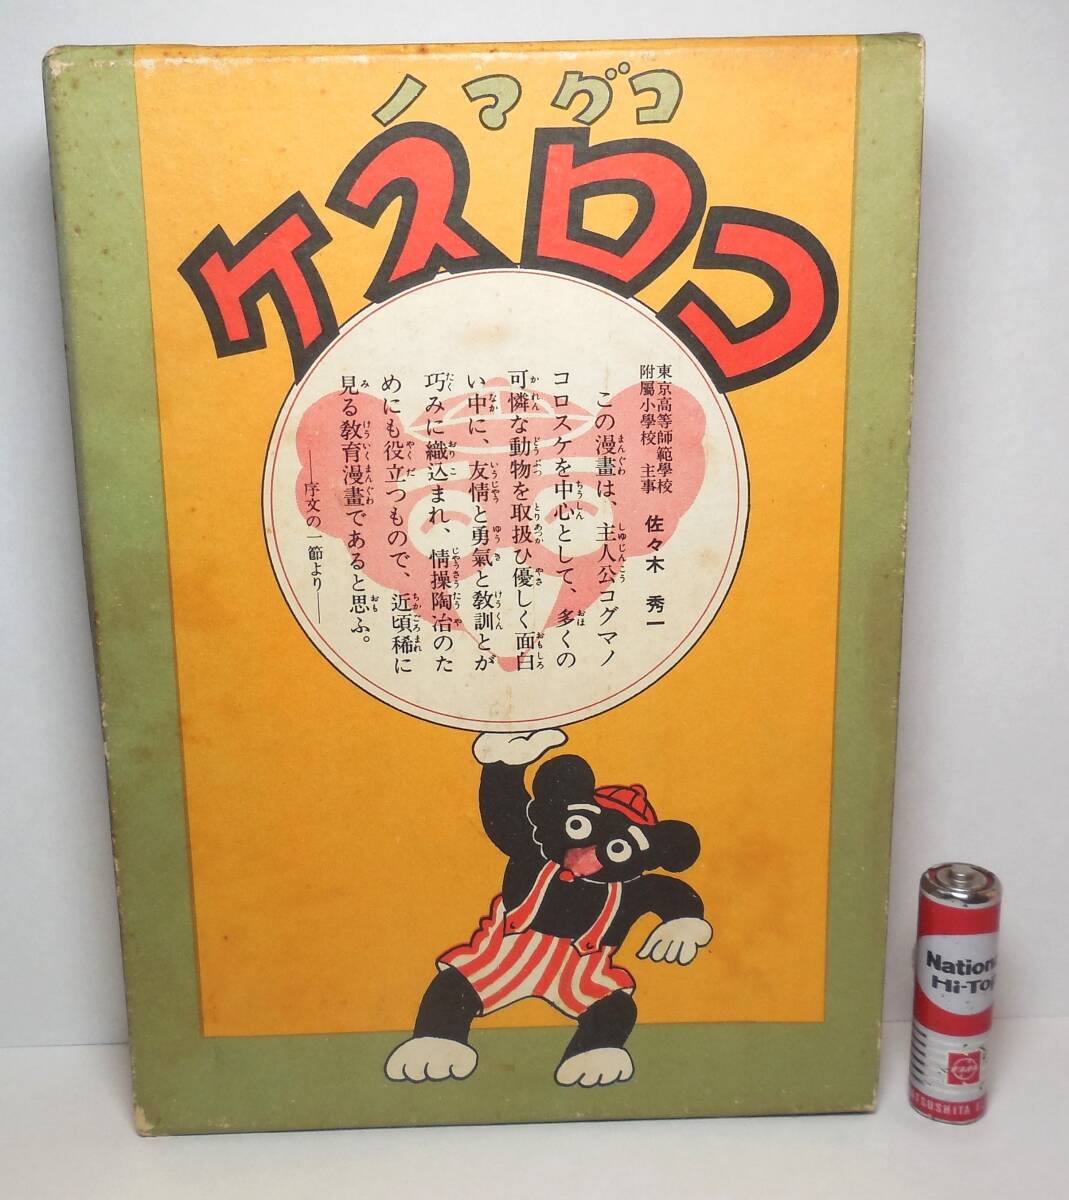 コグマノ
コロスケ
東京高等師範學校
附屬小學校 主事
佐々木 秀一
この漫畫は、主人公コグマノ
コロスケを中心として、多くの
可憐な動物を取扱ひ優しく面白
い中に、友情と勇氣と教訓とが
巧みに織込まれ、情操陶冶のた
めにも役立つもので、近頃稀に
見る教育漫畫であると思ふ。
―序文の一節より―
Nation
Hi-To
TSUSHITA